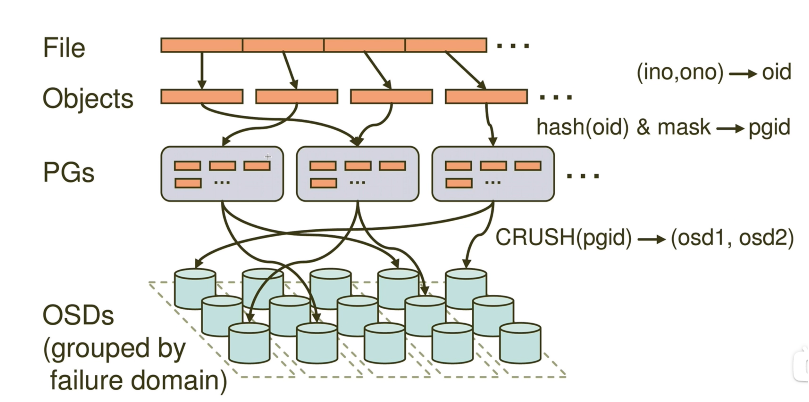 File
...
(ino,ono) → oid
Objects
...
hash(oid) & mask → pgid
PGs
...
...
...
...
CRUSH(pgid) → (osd1, osd2)
OSDs
(grouped by
failure domain)